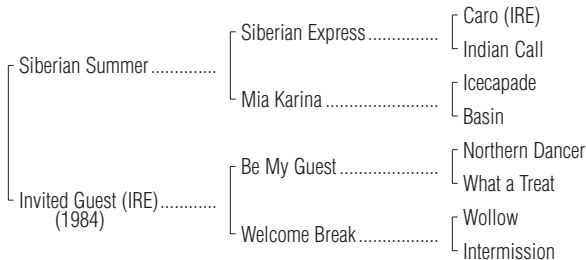 Caro (IRE)
Siberian Express...............
Indian Call
Siberian Summer.............
Icecapade
Mia Karina........................
Basin
Northern Dancer
Be My Guest.....................
What a Treat
Invited Guest (IRE)...........
(1984)
Wollow
Welcome Break.................
Intermission